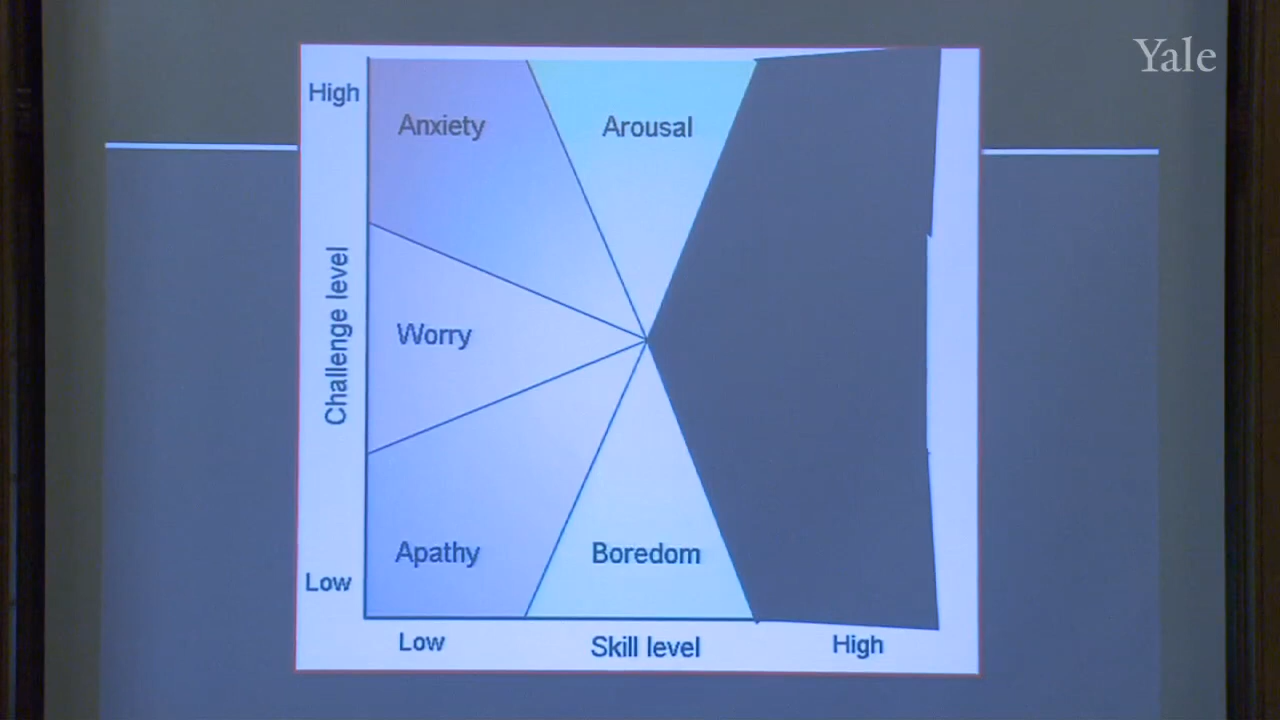 Yale
High
Anxiety
Arousal
Challenge level
Worry
Apathy
Boredom
Low
Low
Skill level
High